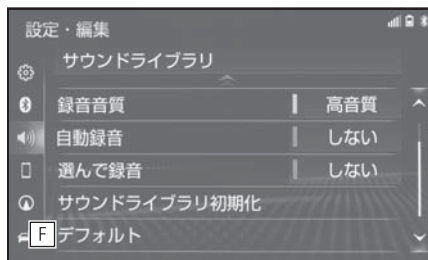 設定・編集
サウンドライブラリ
録音音質 高音質
自動録音 しない
選んで録音 しない
サウンドライブラリ初期化
F デフォルト